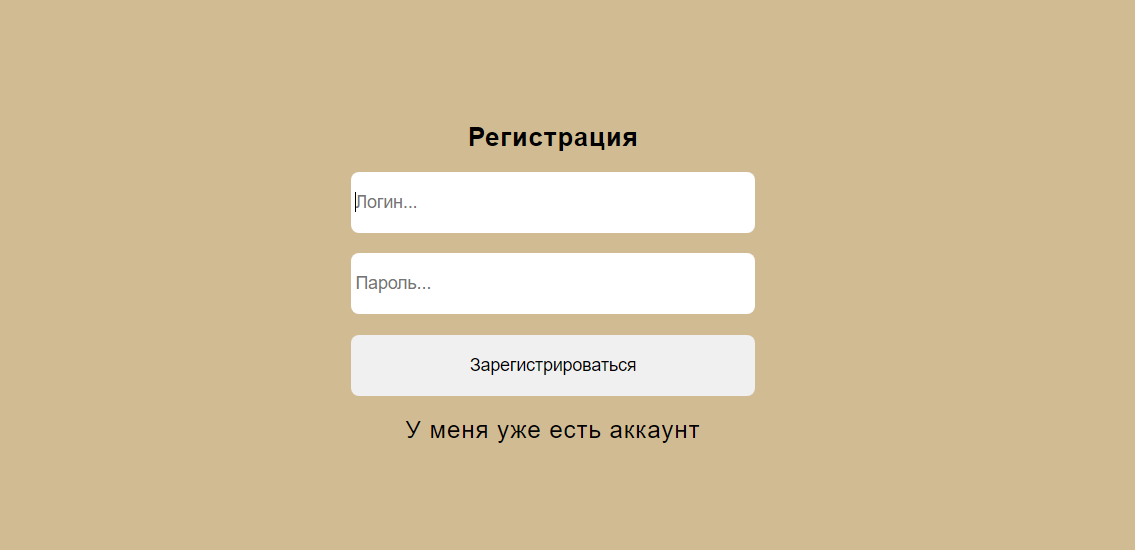 Регистрация
Логин...
Пароль...
Зарегистрироваться
У меня уже есть аккаунт